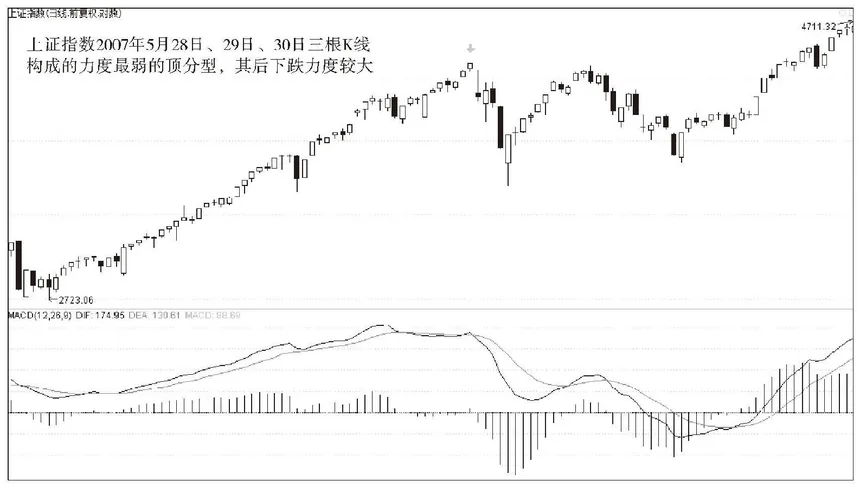 上证指数(日线.前复权.对数)
4711.32
上证指数2007年5月28日、29日、30日三根K线
构成的力度最弱的顶分型，其后下跌力度较大
2723.06
MACD(12,26,9) DIF: 174.95 DEA: 130.61 MACD: 88.69